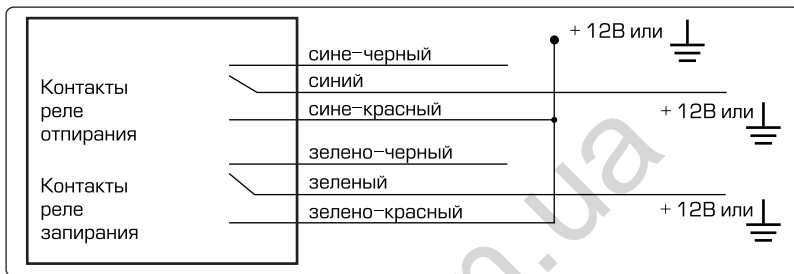 + 12В или
сине-черный
синий
Контакты
реле
отпирания
сине-красный
+ 12В или
зелено-черный
зеленый
Контакты
реле
запирания
зелено-красный
+ 12В или
n.ua